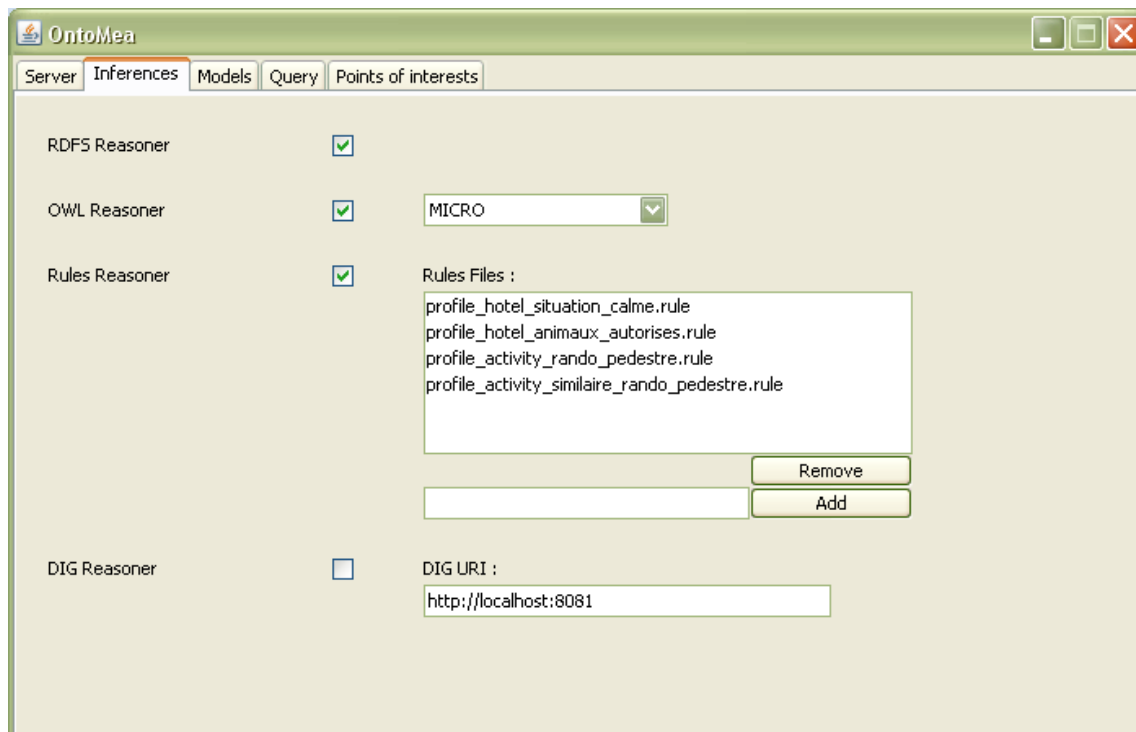 OntoMea
Server Inferences Models Query Points of interests
RDFS Reasoner
OWL Reasoner MICRO
Rules Reasoner Rules Files :
profile_hotel_situation_calme.rule
profile_hotel_animaux_autorises.rule
profile_activity_rando_pedestre.rule
profile_activity_similaire_rando_pedestre.rule
Remove
Add
DIG Reasoner DIG URI :
http://localhost:8081